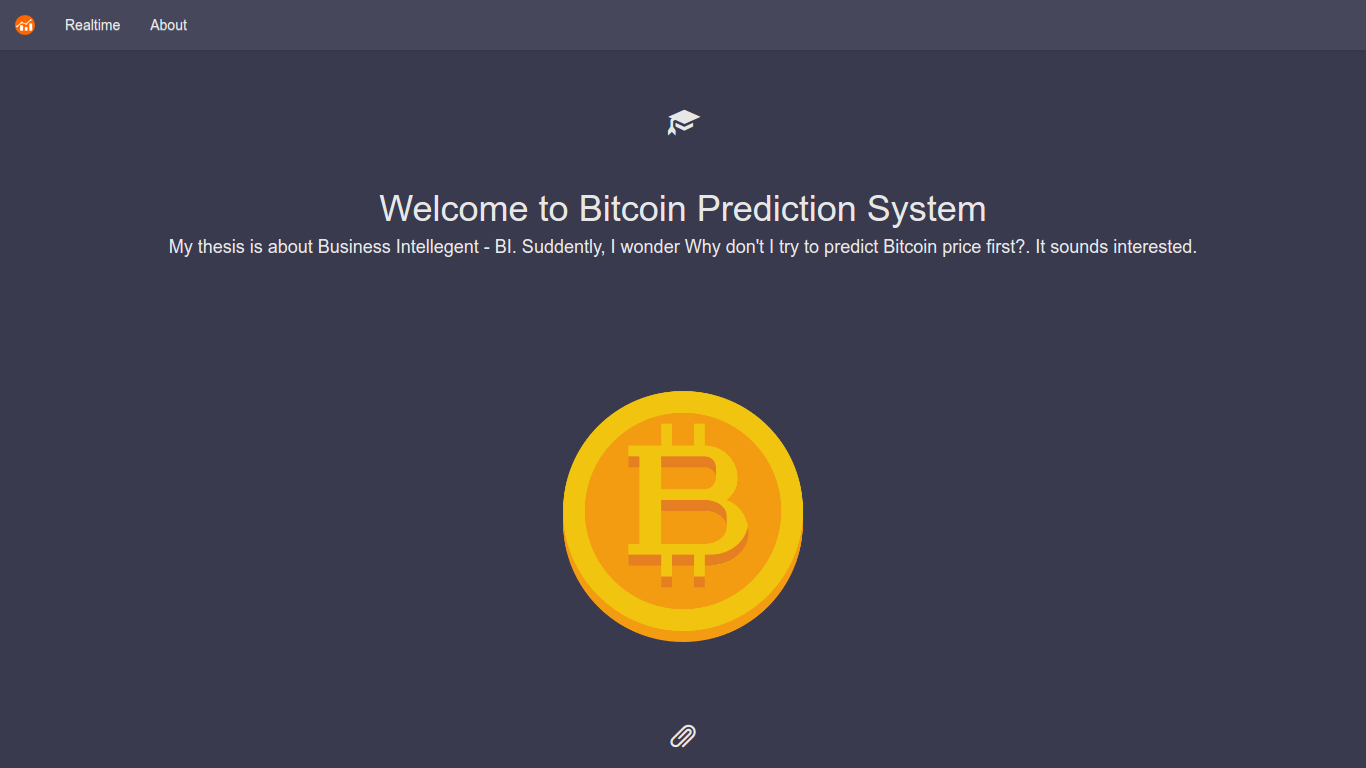 Realtime About
Welcome to Bitcoin Prediction System
My thesis is about Business Intellegent - BI. Suddently, I wonder Why don't I try to predict Bitcoin price first?. It sounds interested.